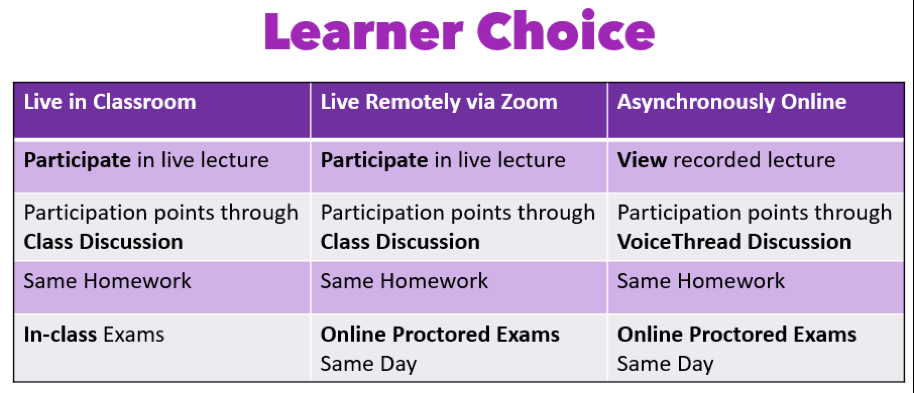 Learner Choice
Live in Classroom
Live Remotely via Zoom
Asynchronously Online
Participate in live lecture
Participate in live lecture
View recorded lecture
Participation points through
Class Discussion
Participation points through
Class Discussion
Participation points through
VoiceThread Discussion
Same Homework
Same Homework
Same Homework
In-class Exams
Online Proctored Exams
Same Day
Online Proctored Exams
Same Day